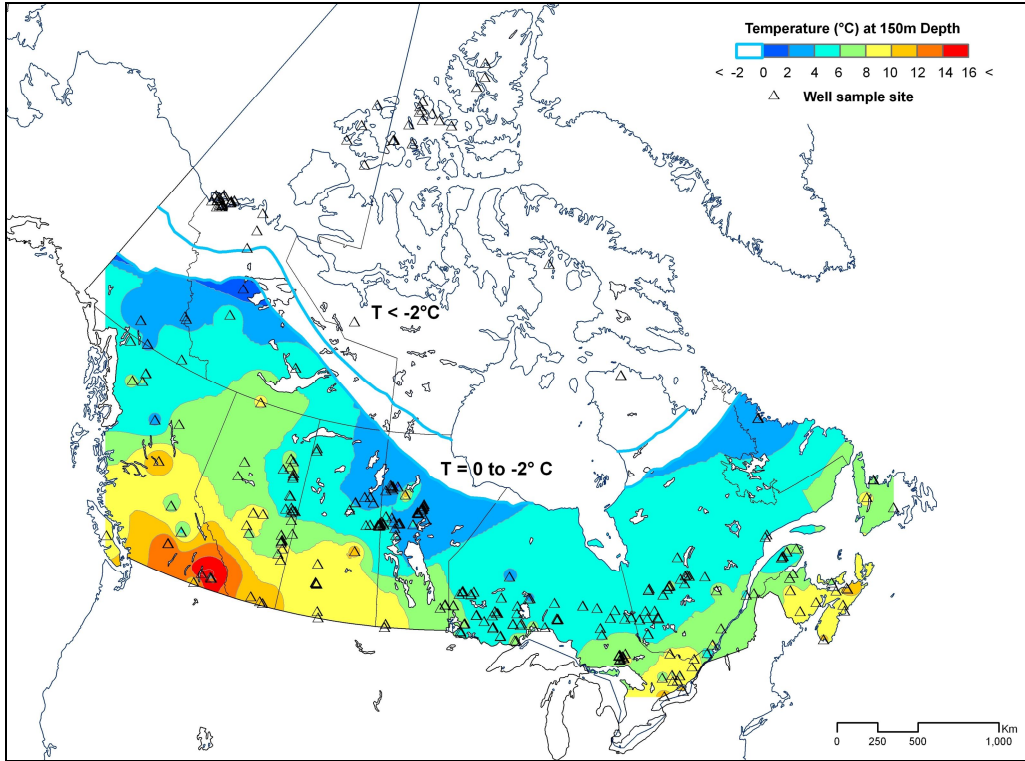 Temperature (°C) at 150m Depth
< -2 0 2 4 6 8 10 12 14 16 <
Well sample site
T < -2°C
T = 0 to -2° C
Km
0 250 500 1,000